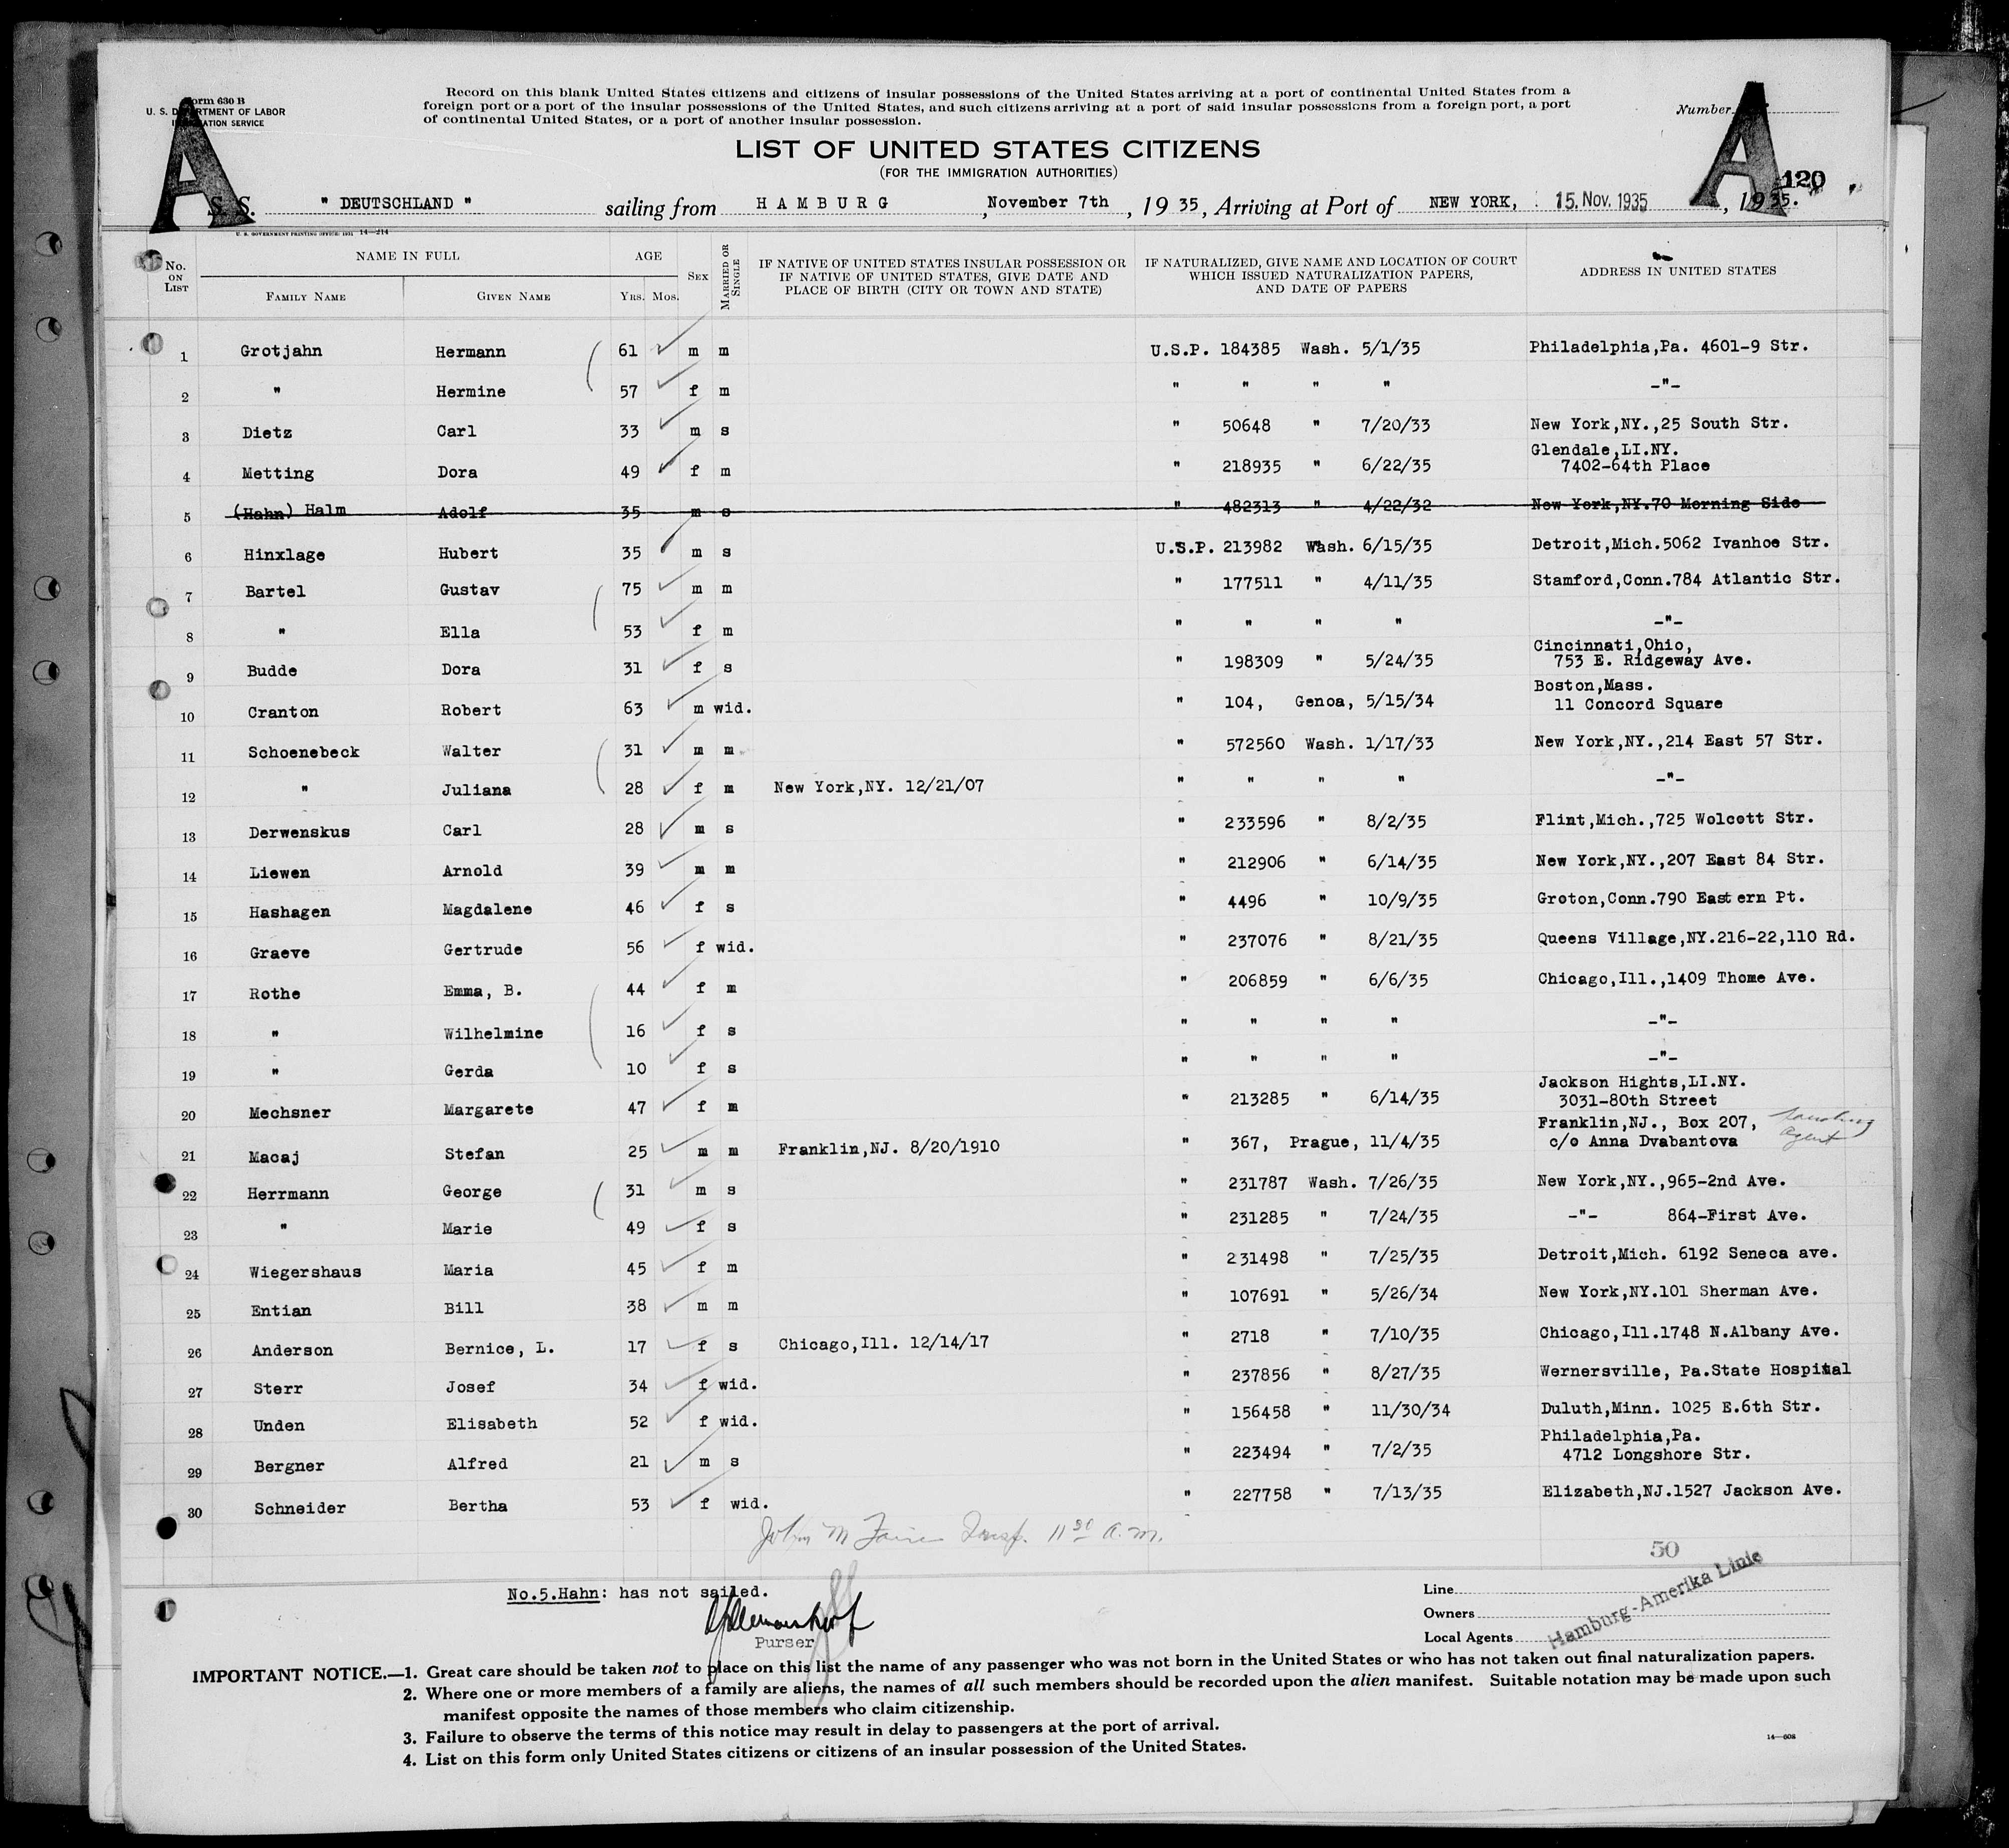 Form 630 B
U. S. DEPARTMENT OF LABOR
IMMIGRATION SERVICE
Record on this blank United States citizens and citizens of insular possessions of the United States arriving at a port of continental United States from a
foreign port or a port of the insular possessions of the United States, and such citizens arriving at a port of said insular possessions from a foreign port, a port
of continental United States, or a port of another insular possession.
Number
A A
120
LIST OF UNITED STATES CITIZENS
(FOR THE IMMIGRATION AUTHORITIES)
S. S. " DEUTSCHLAND " sailing from HAMBURG, November 7th, 1935, Arriving at Port of NEW YORK, 15. Nov. 1935, 1935.
U. S. GOVERNMENT PRINTING OFFICE: 1931 14—214
No. ON LIST NAME IN FULL AGE SEX MARRIED OR SINGLE IF NATIVE OF UNITED STATES INSULAR POSSESSION OR IF NATIVE OF UNITED STATES, GIVE DATE AND PLACE OF BIRTH (CITY OR TOWN AND STATE) IF NATURALIZED, GIVE NAME AND LOCATION OF COURT WHICH ISSUED NATURALIZATION PAPERS, AND DATE OF PAPERS ADDRESS IN UNITED STATES
FAMILY NAME GIVEN NAME YRS. MOS.
1 Grotjahn Hermann 61 m m U.S.P. 184385 Wash. 5/1/35 Philadelphia,Pa. 4601-9 Str.
2 " Hermine 57 f m " " " " -"-
3 Dietz Carl 33 m s " 50648 " 7/20/33 New York,NY.,25 South Str.
4 Metting Dora 49 f m " 218935 " 6/22/35 Glendale,LI.NY.
7402-64th Place
5 (Hahn) Halm Adolf 35 m s " 482313 " 4/22/32 New York,NY.70 Morning Side
6 Hinxlage Hubert 35 m s U.S.P. 213982 Wash. 6/15/35 Detroit,Mich.5062 Ivanhoe Str.
7 Bartel Gustav 75 m m " 177511 " 4/11/35 Stamford,Conn.784 Atlantic Str.
8 " Ella 53 f m " " " " -"-
9 Budde Dora 31 f s " 198309 " 5/24/35 Cincinnati,Ohio,
753 E. Ridgeway Ave.
10 Cranton Robert 63 m wid. " 104, Genoa, 5/15/34 Boston,Mass.
11 Concord Square
11 Schoenebeck Walter 31 m m " 572560 Wash. 1/17/33 New York,NY.,214 East 57 Str.
12 " Juliana 28 f m New York,NY. 12/21/07 " " " " -"-
13 Derwenskus Carl 28 m s " 233596 " 8/2/35 Flint,Mich.,725 Wolcott Str.
14 Liewen Arnold 39 m m " 212906 " 6/14/35 New York,NY.,207 East 84 Str.
15 Hashagen Magdalene 46 f s " 4496 " 10/9/35 Groton,Conn.790 Eastern Pt.
16 Graeve Gertrude 56 f wid. " 237076 " 8/21/35 Queens Village,NY.216-22,110 Rd.
17 Rothe Emma, B. 44 f m " 206859 " 6/6/35 Chicago,Ill.,1409 Thome Ave.
18 " Wilhelmine 16 f s " " " " -"-
19 " Gerda 10 f s " " " " -"-
20 Mechsner Margarete 47 f m " 213285 " 6/14/35 Jackson Hights,LI.NY.
3031-80th Street
21 Macaj Stefan 25 m m Franklin,NJ. 8/20/1910 " 367, Prague, 11/4/35 Franklin,NJ., Box 207,
c/o Anna Dvabantova agent
22 Herrmann George 31 m s " 231787 Wash. 7/26/35 New York,NY.,965-2nd Ave.
23 " Marie 49 f s " 231285 " 7/24/35 -"- 864-First Ave.
24 Wiegershaus Maria 45 f m " 231498 " 7/25/35 Detroit,Mich. 6192 Seneca ave.
25 Entian Bill 38 m m " 107691 " 5/26/34 New York,NY.101 Sherman Ave.
26 Anderson Bernice, L. 17 f s Chicago,Ill. 12/14/17 " 2718 " 7/10/35 Chicago,Ill.1748 N.Albany Ave.
27 Sterr Josef 34 f wid. " 237856 " 8/27/35 Wernersville, Pa.State Hospital
28 Unden Elisabeth 52 f wid. " 156458 " 11/30/34 Duluth,Minn. 1025 E.6th Str.
29 Bergner Alfred 21 m s " 223494 " 7/2/35 Philadelphia,Pa.
4712 Longshore Str.
30 Schneider Bertha 53 f wid. " 227758 " 7/13/35 Elizabeth,NJ.1527 Jackson Ave.
John M Insp. 11 30 A.M.
50
No.5.Hahn: has not sailed.
Purser
Line
Owners
Local Agents
Hamburg-Amerika Linie
IMPORTANT NOTICE.—1. Great care should be taken not to place on this list the name of any passenger who was not born in the United States or who has not taken out final naturalization papers.
2. Where one or more members of a family are aliens, the names of all such members should be recorded upon the alien manifest. Suitable notation may be made upon such
manifest opposite the names of those members who claim citizenship.
3. Failure to observe the terms of this notice may result in delay to passengers at the port of arrival.
4. List on this form only United States citizens or citizens of an insular possession of the United States.
14—608